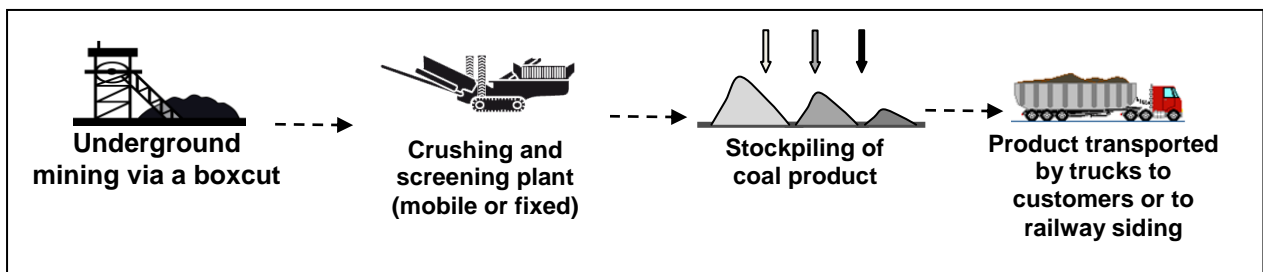 Underground
mining via a boxcut
Crushing and
screening plant
(mobile or fixed)
Stockpiling of
coal product
Product transported
by trucks to
customers or to
railway siding